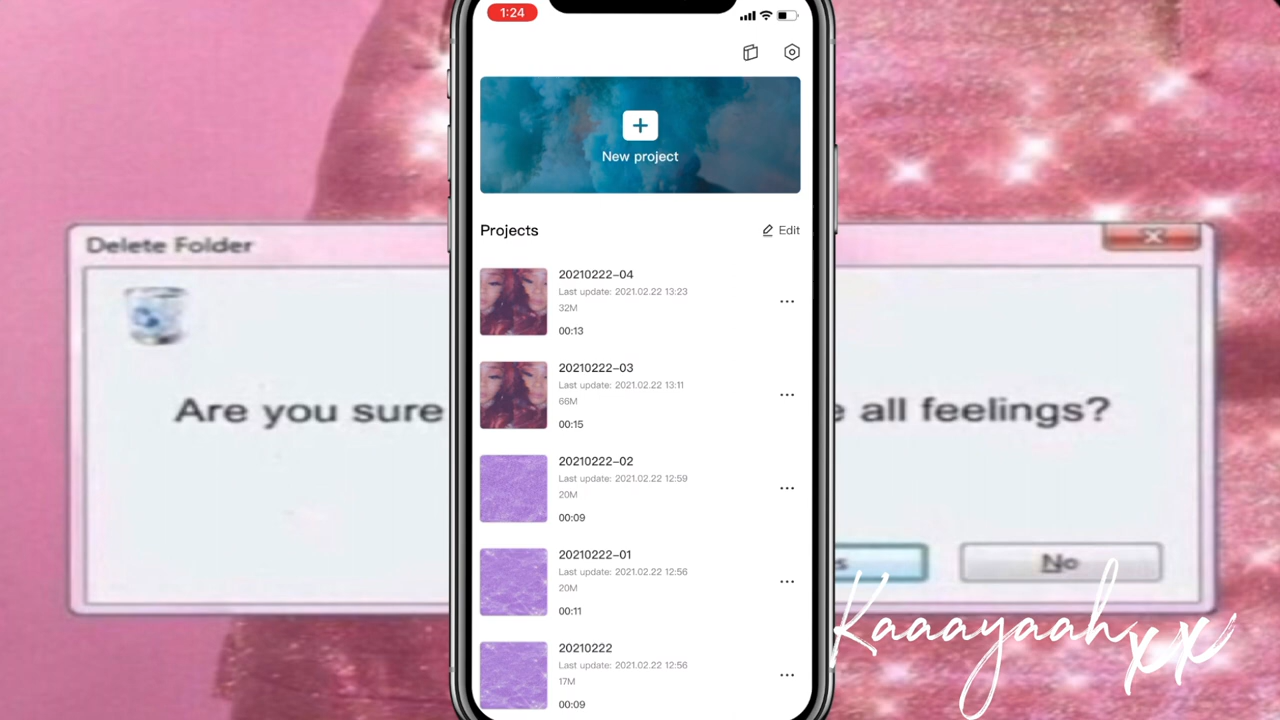 1:24
New project
Projects
Edit
20210222-04
Last update: 2021.02.22 13:23
32M
00:13
20210222-03
Last update: 2021.02.22 13:11
66M
00:15
20210222-02
Last update: 2021.02.22 12:59
20M
00:09
20210222-01
Last update: 2021.02.22 12:56
20M
00:11
20210222
Last update: 2021.02.22 12:56
17M
00:09
Delete Folder
Are you sure
all feelings?
No
Kaaayaahxx